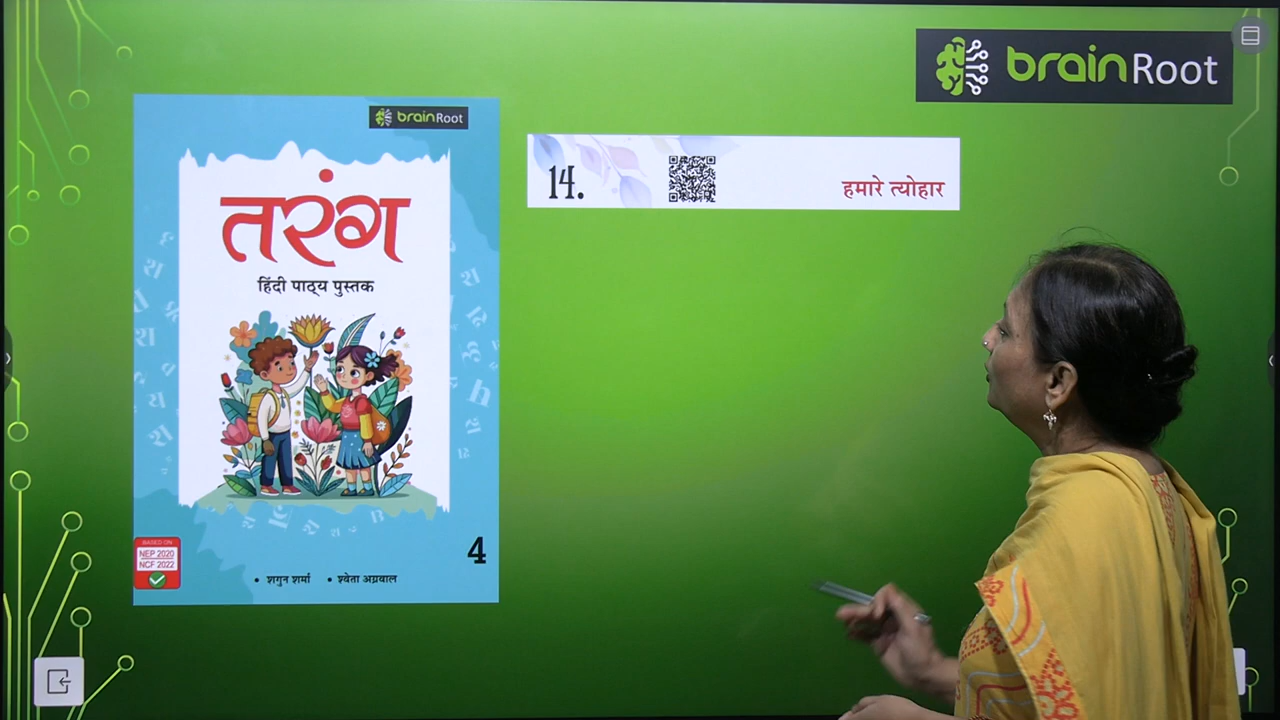 brainRoot
brainRoot
14.
हमारे त्योहार
तरंग
हिंदी पाठ्य पुस्तक
BASED ON
NEP 2020
NCF 2022
4
• शगुन शर्मा • श्वेता अग्रवाल